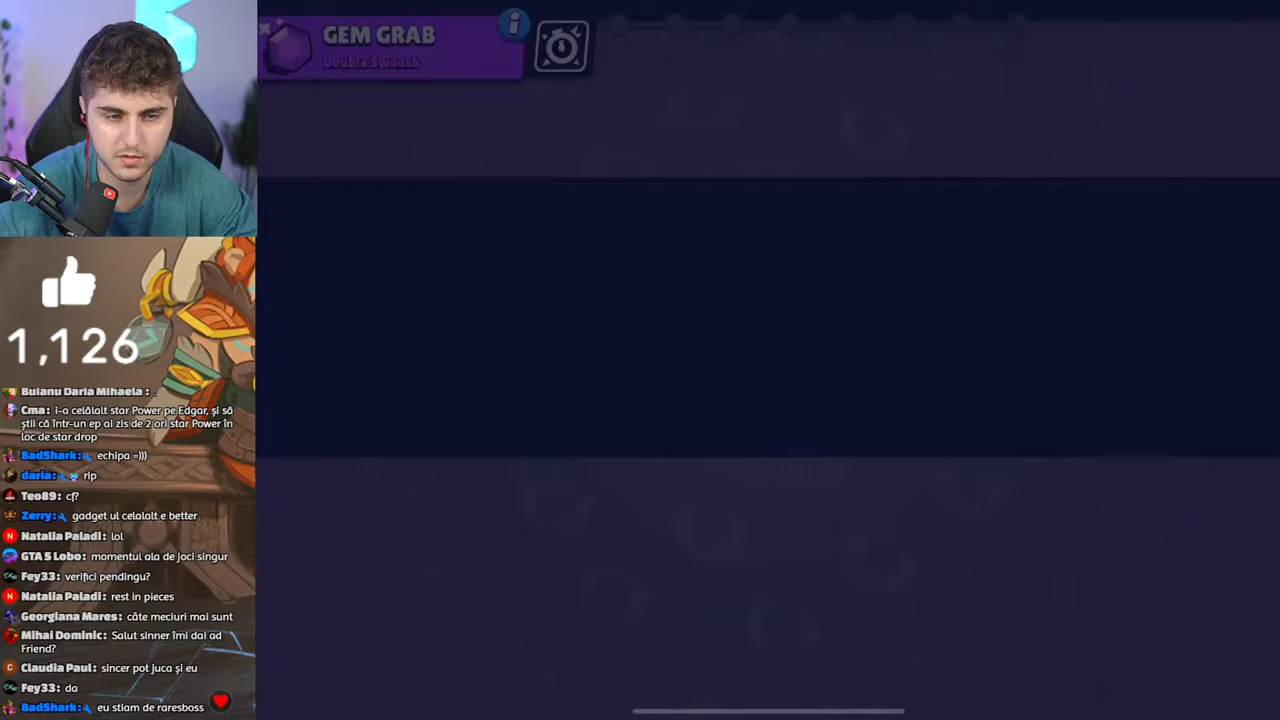 GEM GRAB
Double Swoosh
i
1,126
Buianu Daria Mihaela : .
Cma: i-a celălalt star Power pe Edgar, și să
știi că într-un ep ai zis de 2 ori star Power în
loc de star drop
BadShark: echipa =)))
daria: rip
Teo89: cf?
Zerry: gadget ul celalalt e better
Natalia Paladi: lol
GTA 5 Lobo: momentul ala de joci singur
Fey33: verifici pendingu?
Natalia Paladi: rest in pieces
Georgiana Mares: câte meciuri mai sunt
Mihai Dominic: Salut sinner îmi dai ad
Friend?
Claudia Paul: sincer pot juca și eu
Fey33: da
BadShark: eu stiam de raresboss